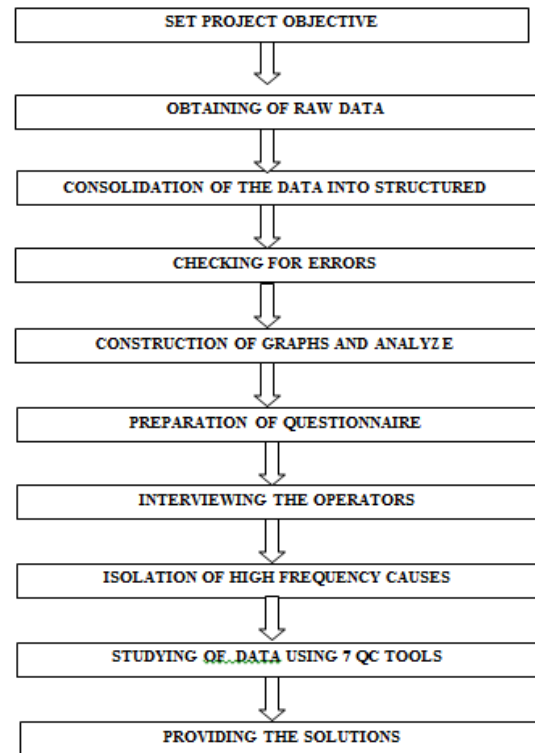 SET PROJECT OBJECTIVE
OBTAINING OF RAW DATA
CONSOLIDATION OF THE DATA INTO STRUCTURED
CHECKING FOR ERRORS
CONSTRUCTION OF GRAPHS AND ANALYZE
PREPARATION OF QUESTIONNAIRE
INTERVIEWING THE OPERATORS
ISOLATION OF HIGH FREQUENCY CAUSES
STUDYING OF DATA USING 7 QC TOOLS
PROVIDING THE SOLUTIONS